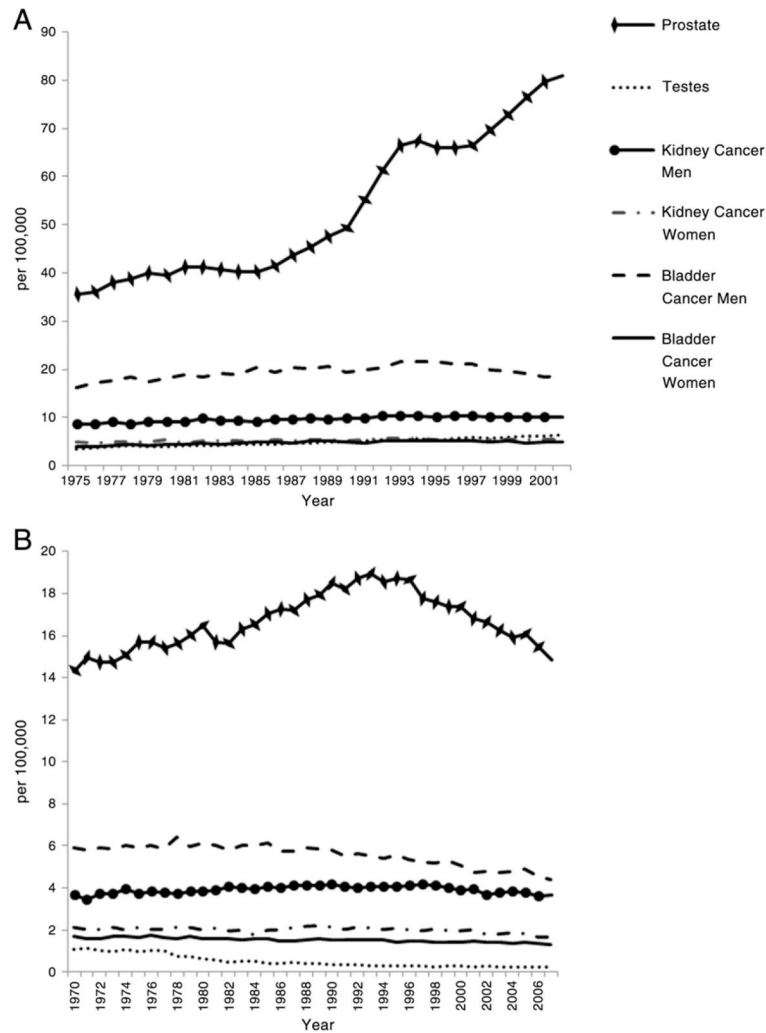 A
90
80
70
60
50
40
30
20
10
0
per 100,000
1975 1977 1979 1981 1983 1985 1987 1989 1991 1993 1995 1997 1999 2001
Year
Prostate
Testes
Kidney Cancer
Men
Kidney Cancer
Women
Bladder
Cancer Men
Bladder
Cancer
Women
B
20
18
16
14
12
10
8
6
4
2
0
per 100,000
1970 1972 1974 1976 1978 1980 1982 1984 1986 1988 1990 1992 1994 1996 1998 2000 2002 2004 2006
Year